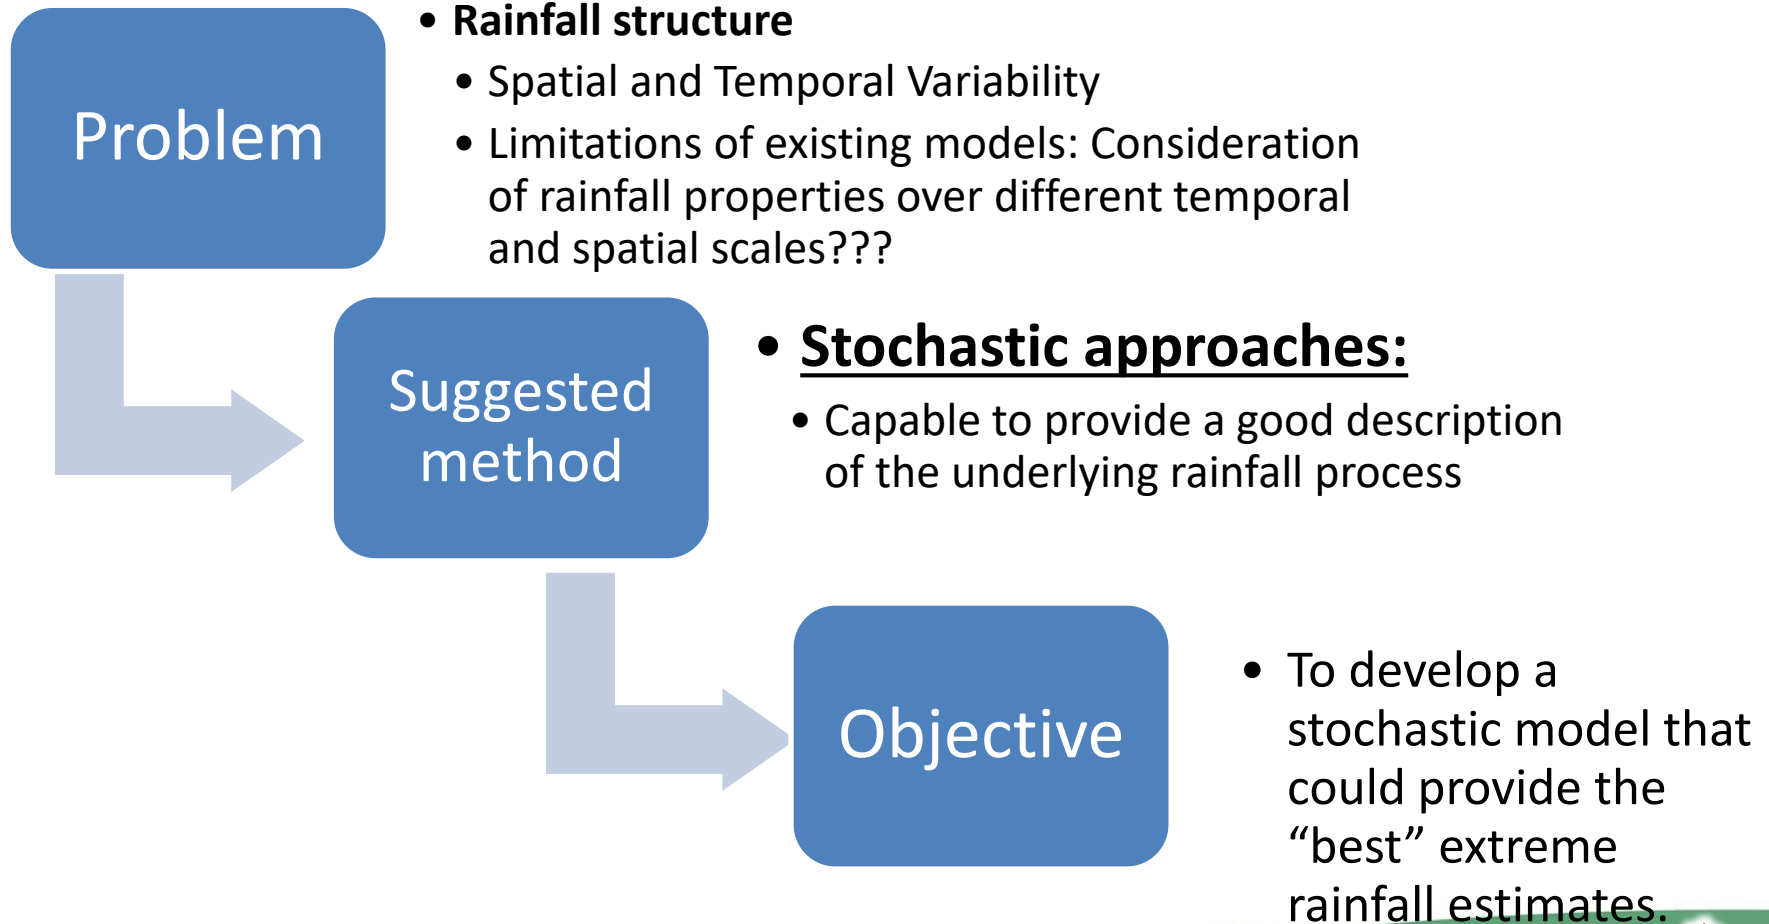 Problem
• Rainfall structure
• Spatial and Temporal Variability
• Limitations of existing models: Consideration
of rainfall properties over different temporal
and spatial scales???
Suggested
method
• Stochastic approaches:
• Capable to provide a good description
of the underlying rainfall process
Objective
• To develop a
stochastic model that
could provide the
“best” extreme
rainfall estimates.